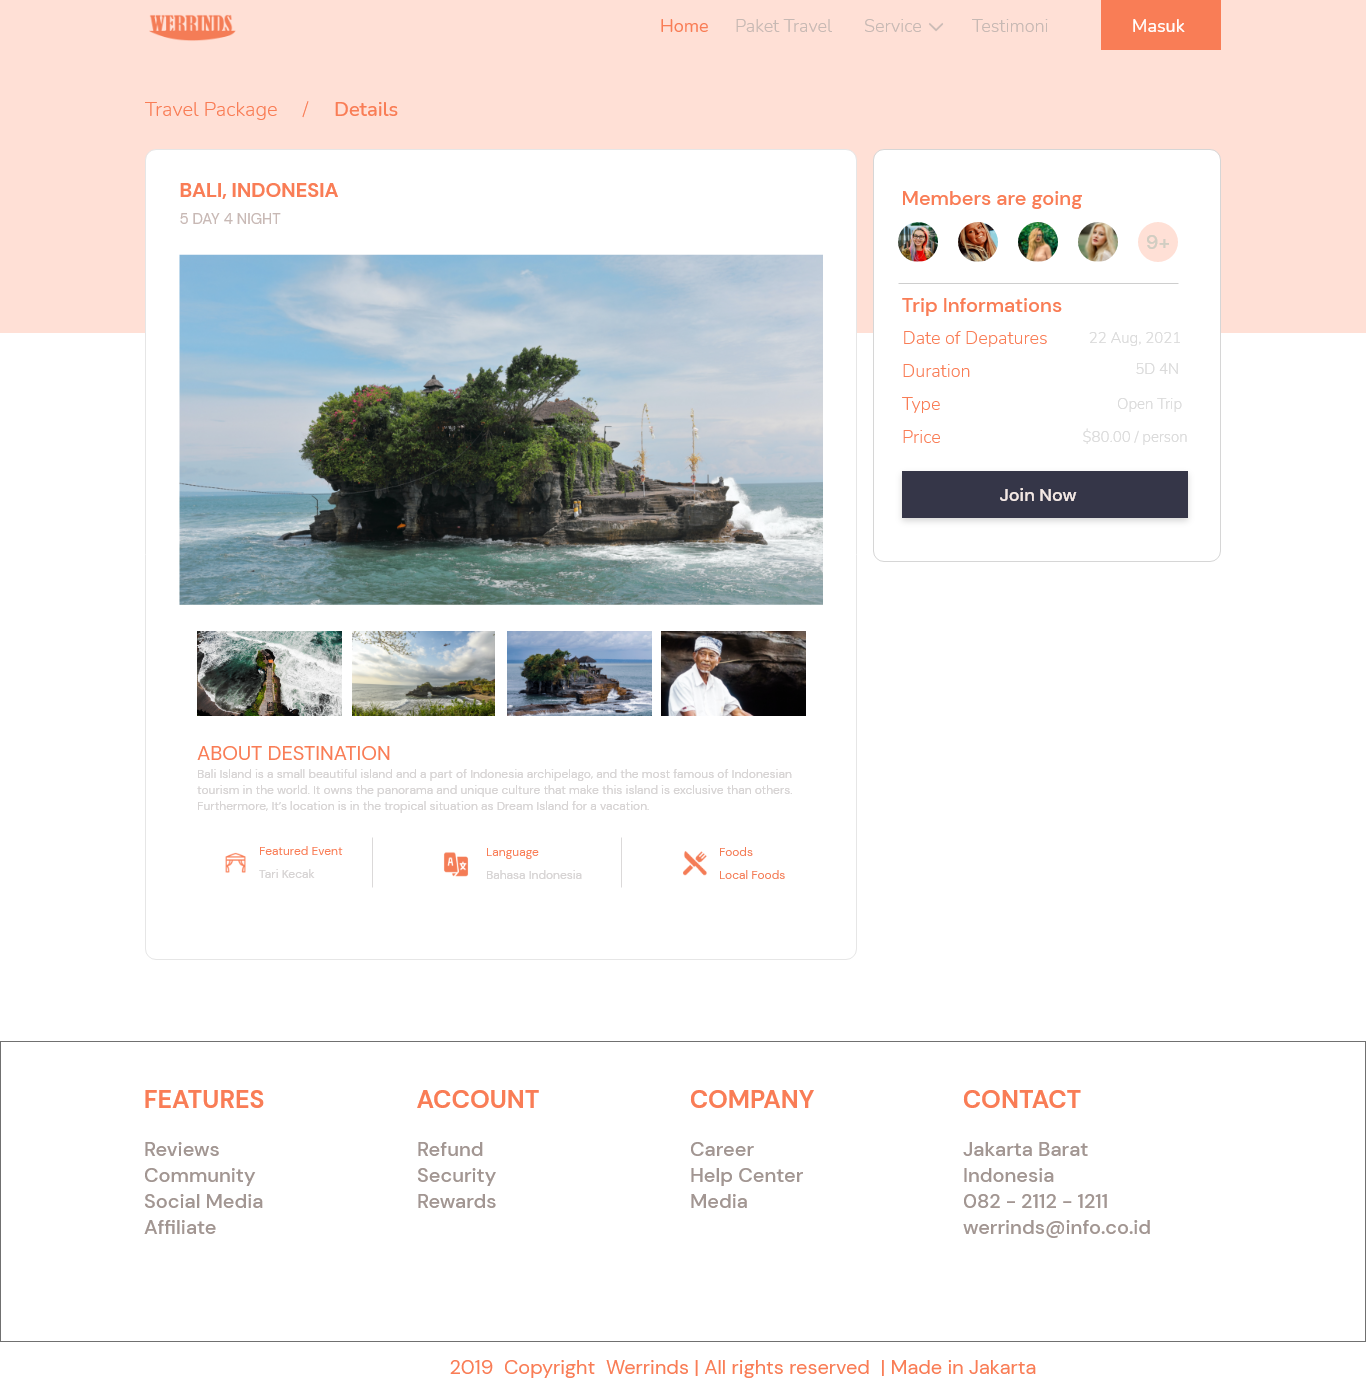 WERRINDS
Home Paket Travel Service Testimoni Masuk
Travel Package / Details
BALI, INDONESIA
5 DAY 4 NIGHT
ABOUT DESTINATION
Bali Island is a small beautiful island and a part of Indonesia archipelago, and the most famous of Indonesian
tourism in the world. It owns the panorama and unique culture that make this island is exclusive than others.
Furthermore, It's location is in the tropical situation as Dream Island for a vacation.
Featured Event
Tari Kecak
Language
Bahasa Indonesia
Foods
Local Foods
Members are going
9+
Trip Informations
Date of Depatures 22 Aug, 2021
Duration 5D 4N
Type Open Trip
Price $80.00 / person
Join Now
FEATURES
Reviews
Community
Social Media
Affiliate
ACCOUNT
Refund
Security
Rewards
COMPANY
Career
Help Center
Media
CONTACT
Jakarta Barat
Indonesia
082 - 2112 - 1211
werrinds@info.co.id
2019 Copyright Werrinds | All rights reserved | Made in Jakarta